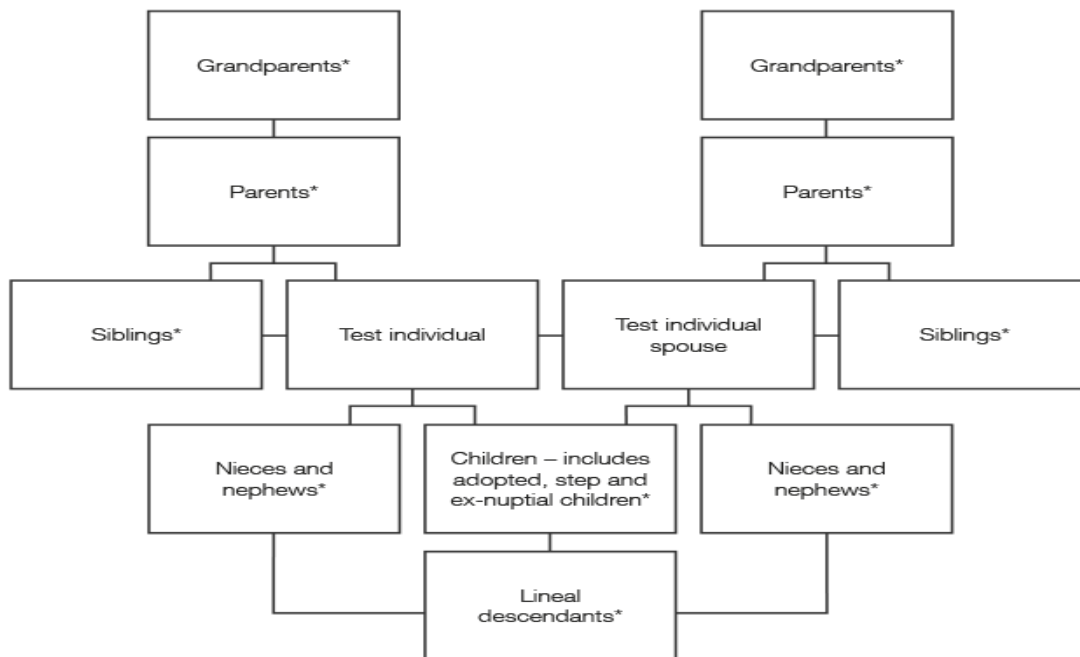 Grandparents*
Grandparents*
Parents*
Parents*
Siblings*
Test individual
Test individual
spouse
Siblings*
Nieces and
nephews*
Children – includes
adopted, step and
ex-nuptial children*
Nieces and
nephews*
Lineal
descendants*